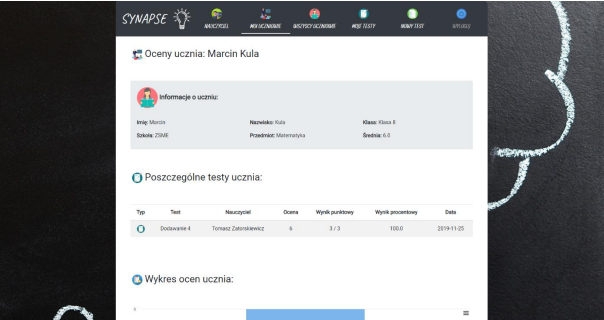 SYNAPSE
NAUCZYCIEL MOI UCZNIOWIE WSZYSCY UCZNIOWIE MOJE TESTY NOWY TEST WYLOGUJ
Oceny ucznia: Marcin Kula
Informacje o uczniu:
Imię: Marcin Nazwisko: Kula Klasa: Klasa 8
Szkoła: ZSME Przedmiot: Matematyka Średnia: 6.0
Poszczególne testy ucznia:
Typ Test Nauczyciel Ocena Wynik punktowy Wynik procentowy Data
Dodawanie 4 Tomasz Zatorskiewicz 6 3 / 3 100.0 2019-11-25
Wykres ocen ucznia: